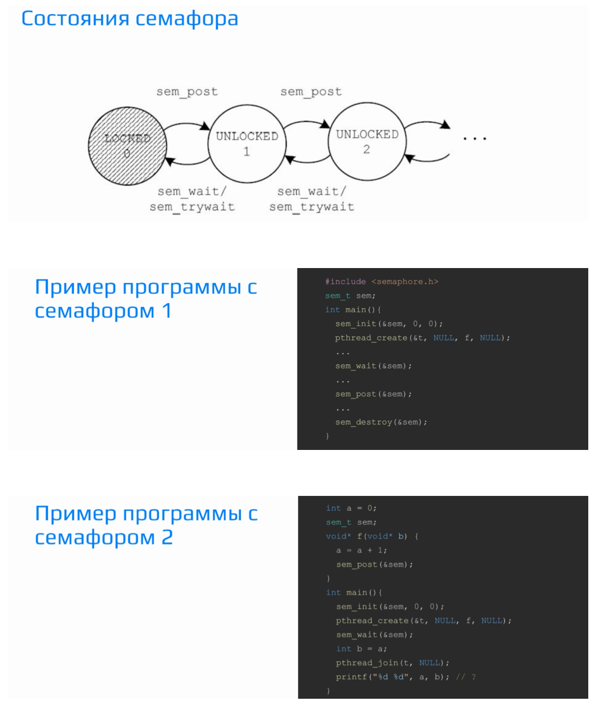 Состояния семафора
sem_post sem_post
LOCKED UNLOCKED UNLOCKED
0 1 2 ...
sem_wait/ sem_wait/
sem_trywait sem_trywait
Пример программы с
семафором 1
#include <semaphore.h>
sem_t sem;
int main(){
sem_init(&sem, 0, 0);
pthread_create(&t, NULL, f, NULL);
...
sem_wait(&sem);
...
sem_post(&sem);
...
sem_destroy(&sem);
}
Пример программы с
семафором 2
int a = 0;
sem_t sem;
void* f(void* b) {
a = a + 1;
sem_post(&sem);
}
int main(){
sem_init(&sem, 0, 0);
pthread_create(&t, NULL, f, NULL);
sem_wait(&sem);
int b = a;
pthread_join(t, NULL);
printf("%d %d", a, b); // ?
}